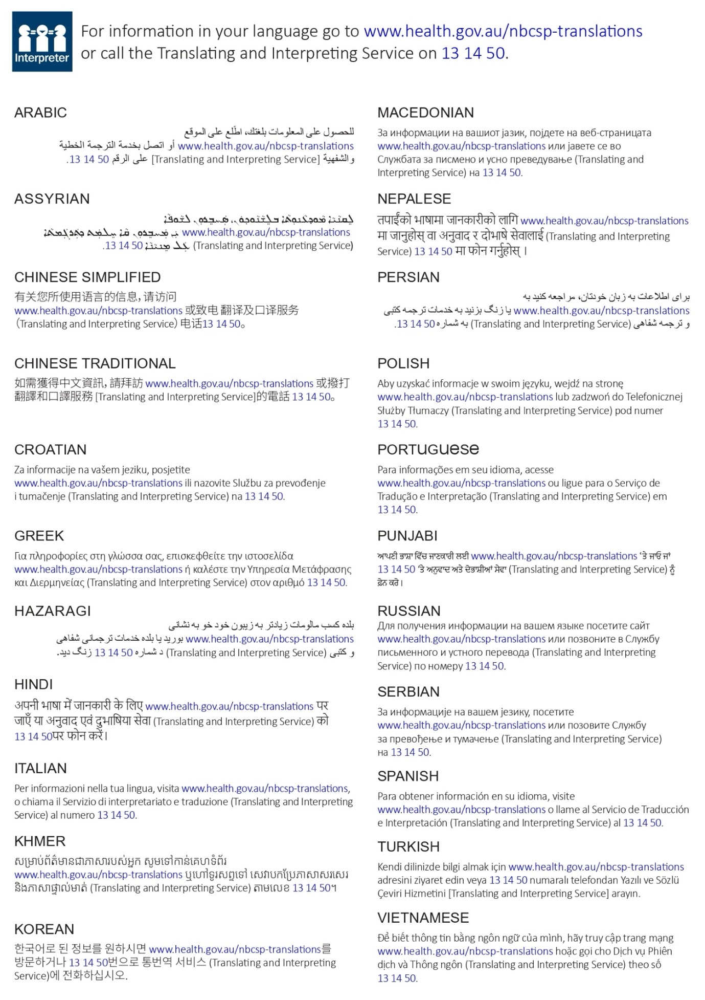 Interpreter
For information in your language go to www.health.gov.au/nbcsp-translations
or call the Translating and Interpreting Service on 13 14 50.
ARABIC
للحصول على المعلومات بلغتك، اطّلع على الموقع
www.health.gov.au/nbcsp-translations أو اتصل بخدمة الترجمة الخطية
والشفهية [Translating and Interpreting Service] على الرقم 13 14 50.
ASSYRIAN
www.health.gov.au/nbcsp-translations
(Translating and Interpreting Service) 13 14 50.
CHINESE SIMPLIFIED
有关您所使用语言的信息，请访问
www.health.gov.au/nbcsp-translations 或致电 翻译及口译服务
（Translating and Interpreting Service）电话13 14 50。
CHINESE TRADITIONAL
如需獲得中文資訊，請拜訪 www.health.gov.au/nbcsp-translations 或撥打
翻譯和口譯服務 [Translating and Interpreting Service]的電話 13 14 50。
CROATIAN
Za informacije na vašem jeziku, posjetite
www.health.gov.au/nbcsp-translations ili nazovite Službu za prevođenje
i tumačenje (Translating and Interpreting Service) na 13 14 50.
GREEK
Για πληροφορίες στη γλώσσα σας, επισκεφθείτε την ιστοσελίδα
www.health.gov.au/nbcsp-translations ή καλέστε την Υπηρεσία Μετάφρασης
και Διερμηνείας (Translating and Interpreting Service) στον αριθμό 13 14 50.
HAZARAGI
بلده کسب مالومات زیادتر به زیبون خود خو به نشانی
www.health.gov.au/nbcsp-translations بورید یا بلده خدمات ترجمانی شفاهی
و کتبی (Translating and Interpreting Service) د شماره 13 14 50 زنگ دید.
HINDI
अपनी भाषा में जानकारी के लिए www.health.gov.au/nbcsp-translations पर
जाएँ या अनुवाद एवं दुभाषिया सेवा (Translating and Interpreting Service) को
13 14 50पर फोन करें।
ITALIAN
Per informazioni nella tua lingua, visita www.health.gov.au/nbcsp-translations,
o chiama il Servizio di interpretariato e traduzione (Translating and Interpreting
Service) al numero 13 14 50.
KHMER
សម្រាប់ព័ត៌មានជាភាសារបស់អ្នក សូមទៅកាន់គេហទំព័រ
www.health.gov.au/nbcsp-translations ឬហៅទូរសព្ទទៅ សេវាបកប្រែភាសាសរសេរ
និងភាសាផ្ទាល់មាត់ (Translating and Interpreting Service) តាមលេខ 13 14 50។
KOREAN
한국어로 된 정보를 원하시면 www.health.gov.au/nbcsp-translations를
방문하거나 13 14 50번으로 통번역 서비스 (Translating and Interpreting
Service)에 전화하십시오.
MACEDONIAN
За информации на вашиот јазик, појдете на веб-страницата
www.health.gov.au/nbcsp-translations или јавете се во
Службата за писмено и усно преведување (Translating and
Interpreting Service) на 13 14 50.
NEPALESE
तपाईंको भाषामा जानकारीको लागि www.health.gov.au/nbcsp-translations
मा जानुहोस् वा अनुवाद र दोभाषे सेवालाई (Translating and Interpreting
Service) 13 14 50 मा फोन गर्नुहोस् ।
PERSIAN
برای اطلاعات به زبان خودتان، مراجعه کنید به
www.health.gov.au/nbcsp-translations یا زنگ بزنید به خدمات ترجمه کتبی
و ترجمه شفاهی (Translating and Interpreting Service) به شماره 13 14 50.
POLISH
Aby uzyskać informacje w swoim języku, wejdź na stronę
www.health.gov.au/nbcsp-translations lub zadzwoń do Telefonicznej
Służby Tłumaczy (Translating and Interpreting Service) pod numer
13 14 50.
PORTUGUESE
Para informações em seu idioma, acesse
www.health.gov.au/nbcsp-translations ou ligue para o Serviço de
Tradução e Interpretação (Translating and Interpreting Service) em
13 14 50.
PUNJABI
ਆਪਣੀ ਭਾਸ਼ਾ ਵਿੱਚ ਜਾਣਕਾਰੀ ਲਈ www.health.gov.au/nbcsp-translations ‘ਤੇ ਜਾਓ ਜਾਂ
13 14 50 ‘ਤੇ ਅਨੁਵਾਦ ਅਤੇ ਦੋਭਾਸ਼ੀਆਂ ਸੇਵਾ (Translating and Interpreting Service) ਨੂੰ
ਫ਼ੋਨ ਕਰੋ।
RUSSIAN
Для получения информации на вашем языке посетите сайт
www.health.gov.au/nbcsp-translations или позвоните в Службу
письменного и устного перевода (Translating and Interpreting
Service) по номеру 13 14 50.
SERBIAN
За информације на вашем језику, посетите
www.health.gov.au/nbcsp-translations или позовите Службу
за превођење и тумачење (Translating and Interpreting Service)
на 13 14 50.
SPANISH
Para obtener información en su idioma, visite
www.health.gov.au/nbcsp-translations o llame al Servicio de Traducción
e Interpretación (Translating and Interpreting Service) al 13 14 50.
TURKISH
Kendi dilinizde bilgi almak için www.health.gov.au/nbcsp-translations
adresini ziyaret edin veya 13 14 50 numaralı telefondan Yazılı ve Sözlü
Çeviri Hizmetini [Translating and Interpreting Service] arayın.
VIETNAMESE
Để biết thông tin bằng ngôn ngữ của mình, hãy truy cập trang mạng
www.health.gov.au/nbcsp-translations hoặc gọi cho Dịch vụ Phiên
dịch và Thông ngôn (Translating and Interpreting Service) theo số
13 14 50.